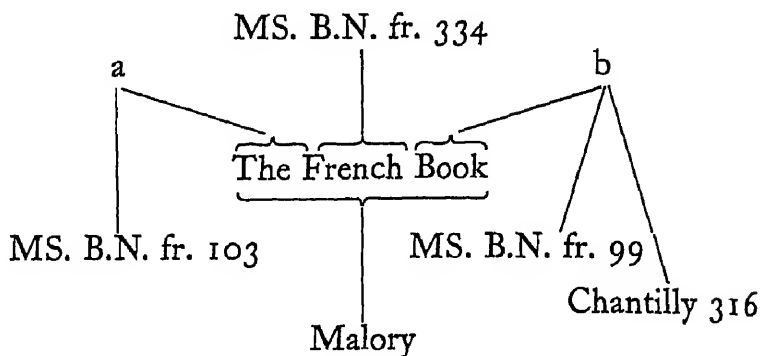 MS. B.N. fr. 334
a
b
The French Book
MS. B.N. fr. 103
MS. B.N. fr. 99
Chantilly 316
Malory